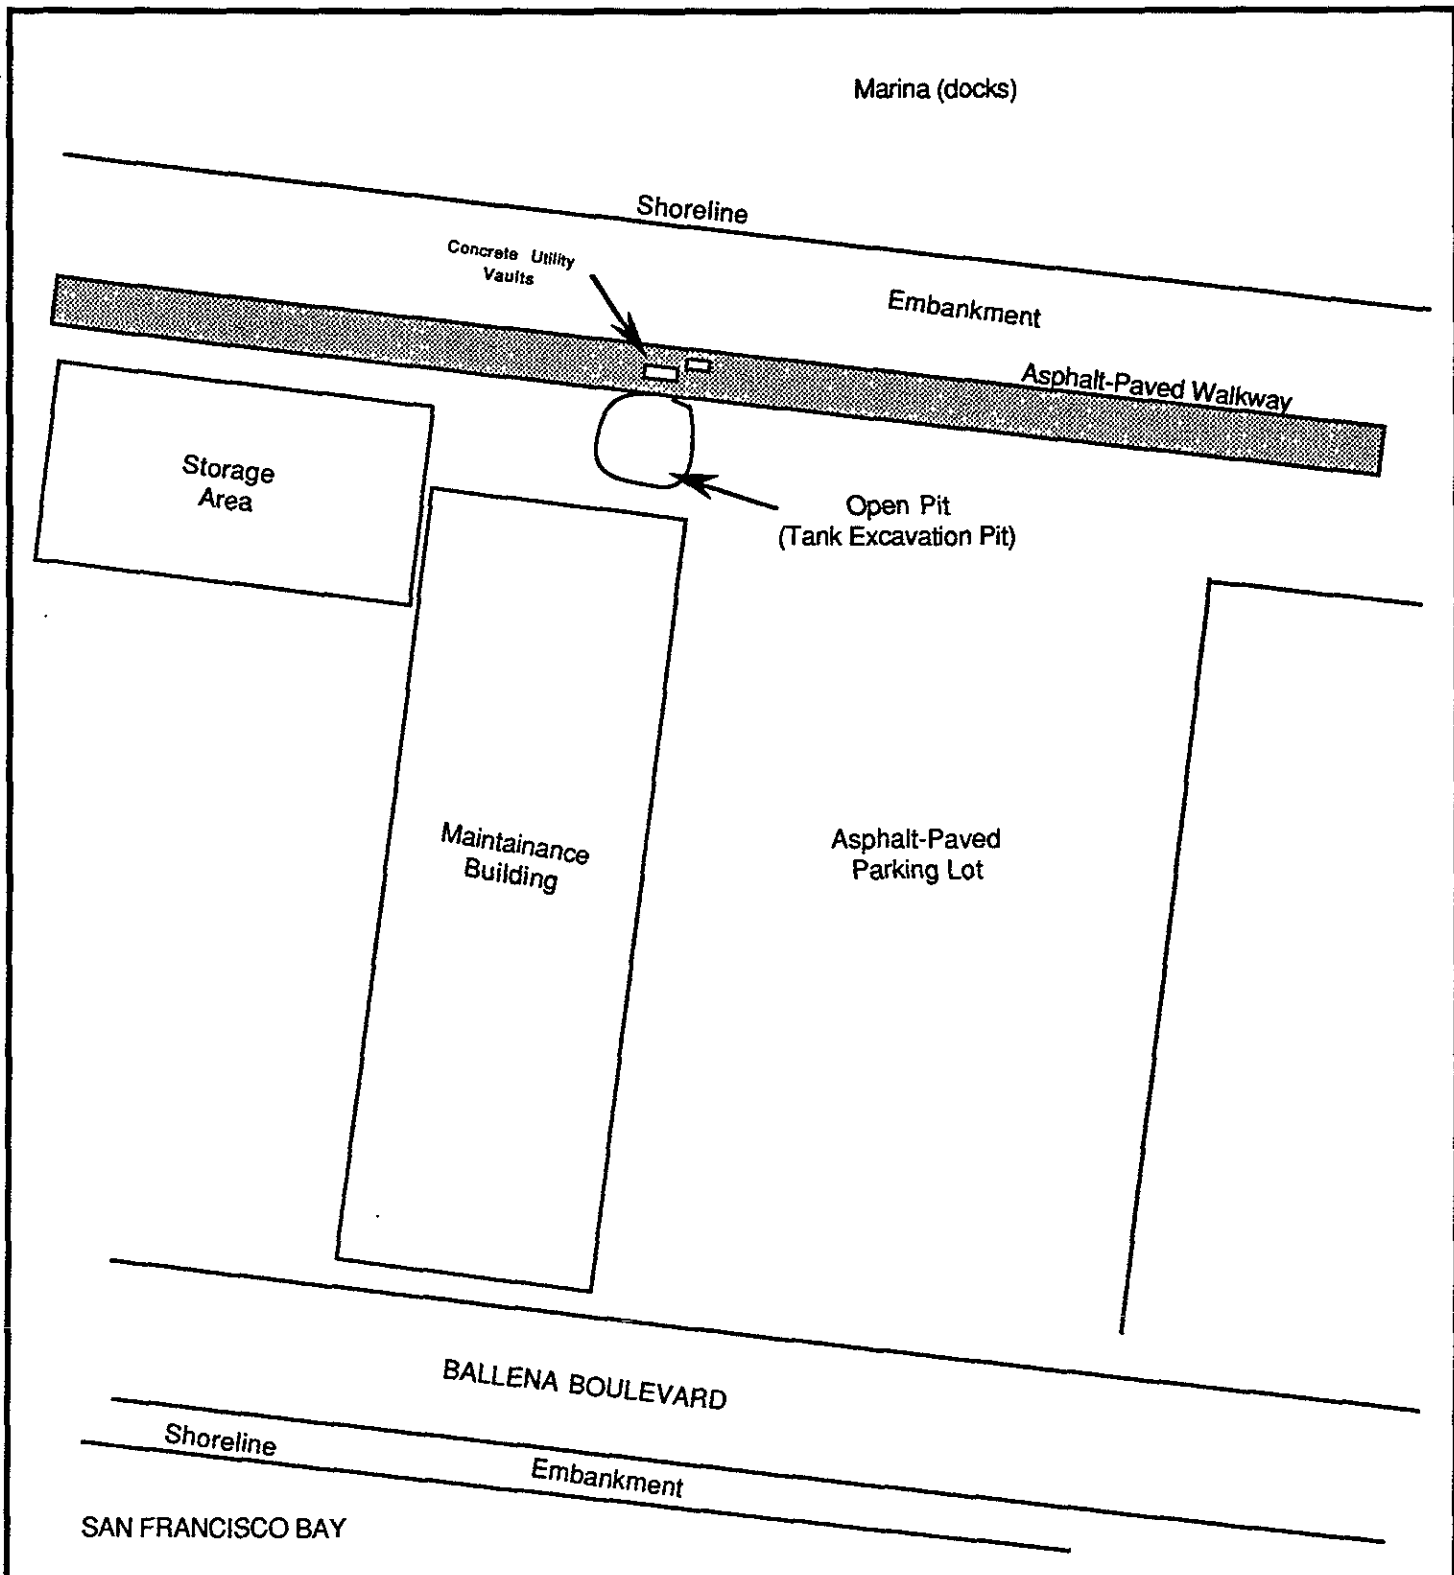 Marina (docks)
Shoreline
Concrete Utility
Vaults
Embankment
Asphalt-Paved Walkway
Storage
Area
Open Pit
(Tank Excavation Pit)
Maintainance
Building
Asphalt-Paved
Parking Lot
BALLENA BOULEVARD
Shoreline
Embankment
SAN FRANCISCO BAY